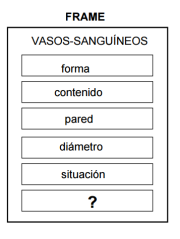 FRAME
VASOS-SANGUÍNEOS
forma
contenido
pared
diámetro
situación
?